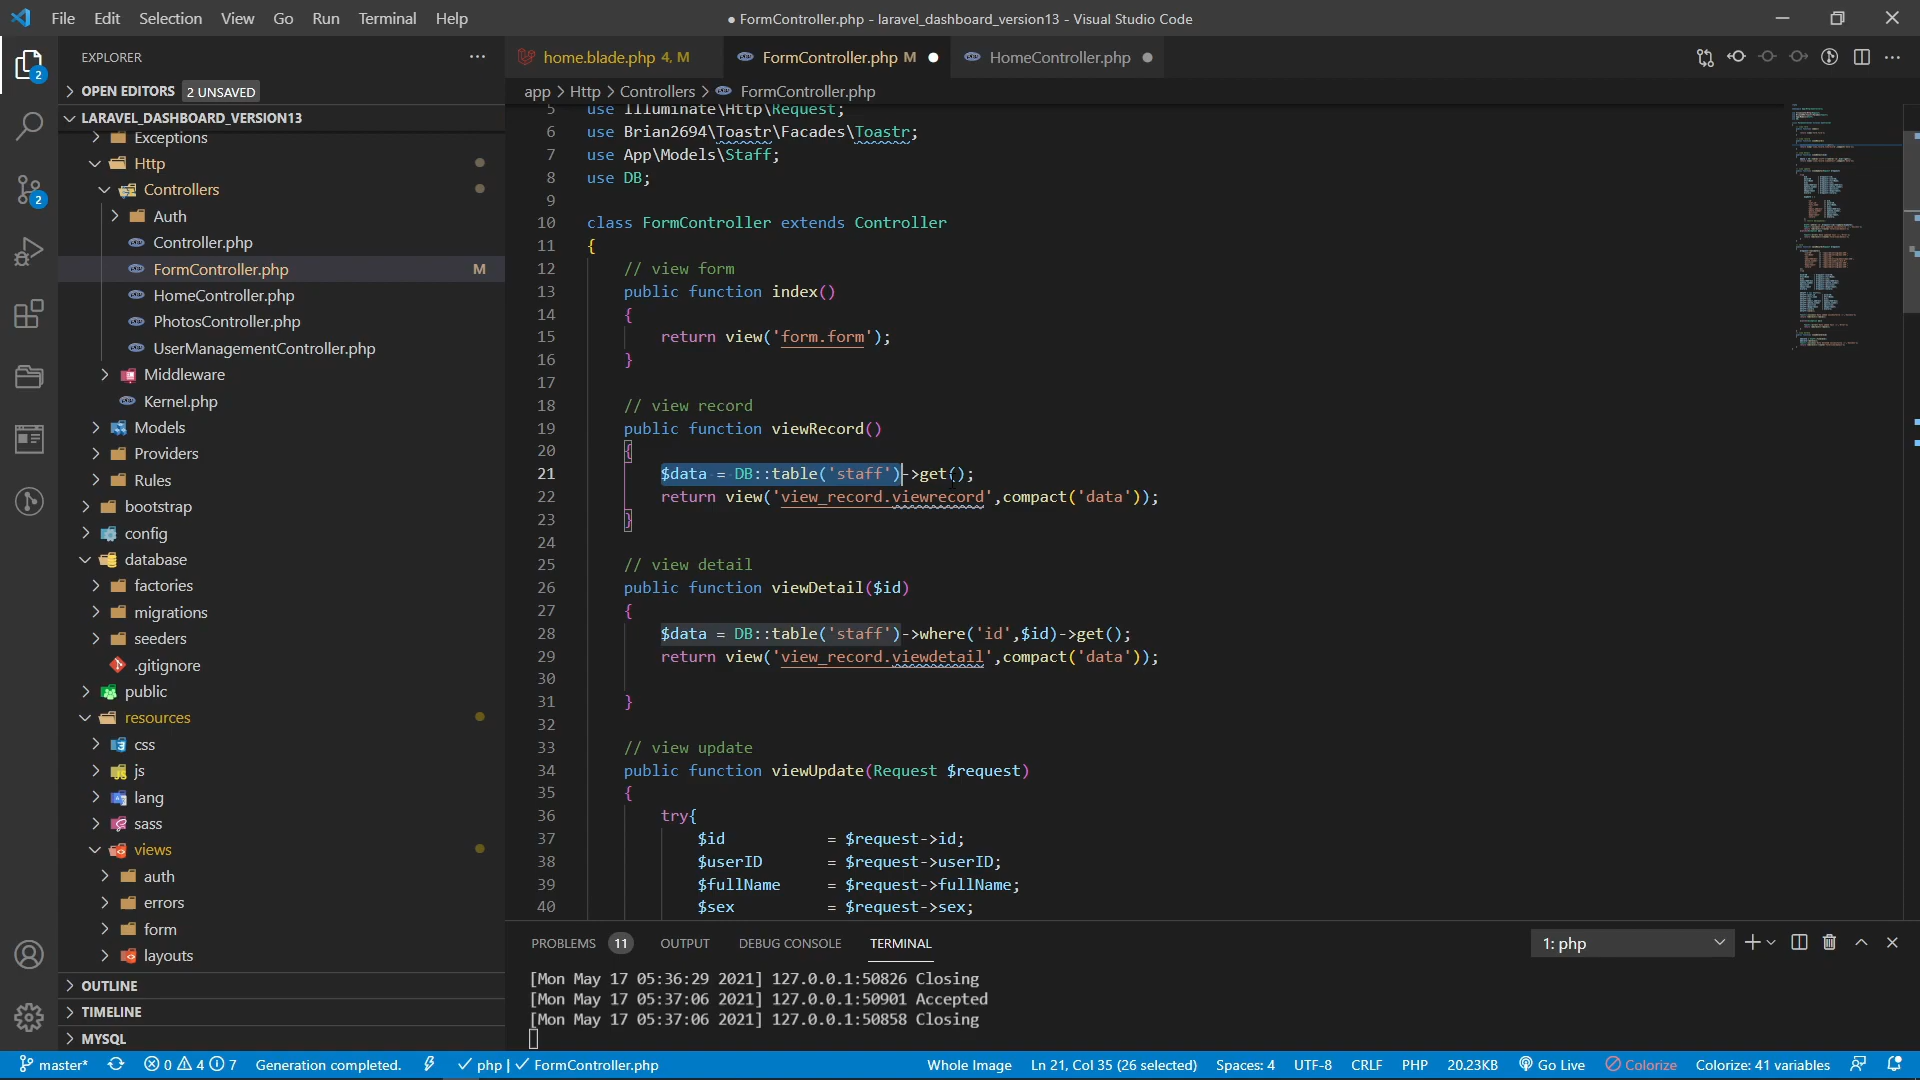 File Edit Selection View Go Run Terminal Help
● FormController.php - laravel_dashboard_version13 - Visual Studio Code
EXPLORER
home.blade.php 4, M
FormController.php M
HomeController.php
OPEN EDITORS 2 UNSAVED
app > Http > Controllers > FormController.php
LARAVEL_DASHBOARD_VERSION13
Exceptions
Http
Controllers
Auth
Controller.php
FormController.php M
HomeController.php
PhotosController.php
UserManagementController.php
Middleware
Kernel.php
Models
Providers
Rules
bootstrap
config
database
factories
migrations
seeders
.gitignore
public
resources
css
js
lang
sass
views
auth
errors
form
layouts
OUTLINE
TIMELINE
MYSQL
2
2
5 use Illuminate\Http\Request;
6 use Brian2694\Toastr\Facades\Toastr;
7 use App\Models\Staff;
8 use DB;
9
10 class FormController extends Controller
11 {
12 // view form
13 public function index()
14 {
15 return view('form.form');
16 }
17
18 // view record
19 public function viewRecord()
20 {
21 $data = DB::table('staff')->get();
22 return view('view_record.viewrecord',compact('data'));
23 }
24
25 // view detail
26 public function viewDetail($id)
27 {
28 $data = DB::table('staff')->where('id',$id)->get();
29 return view('view_record.viewdetail',compact('data'));
30
31 }
32
33 // view update
34 public function viewUpdate(Request $request)
35 {
36 try{
37 $id = $request->id;
38 $userID = $request->userID;
39 $fullName = $request->fullName;
40 $sex = $request->sex;
PROBLEMS 11 OUTPUT DEBUG CONSOLE TERMINAL
1: php
[Mon May 17 05:36:29 2021] 127.0.0.1:50826 Closing
[Mon May 17 05:37:06 2021] 127.0.0.1:50901 Accepted
[Mon May 17 05:37:06 2021] 127.0.0.1:50858 Closing
master* 0 4 7 Generation completed. php | FormController.php Whole Image Ln 21, Col 35 (26 selected) Spaces: 4 UTF-8 CRLF PHP 20.23KB Go Live Colorize Colorize: 41 variables